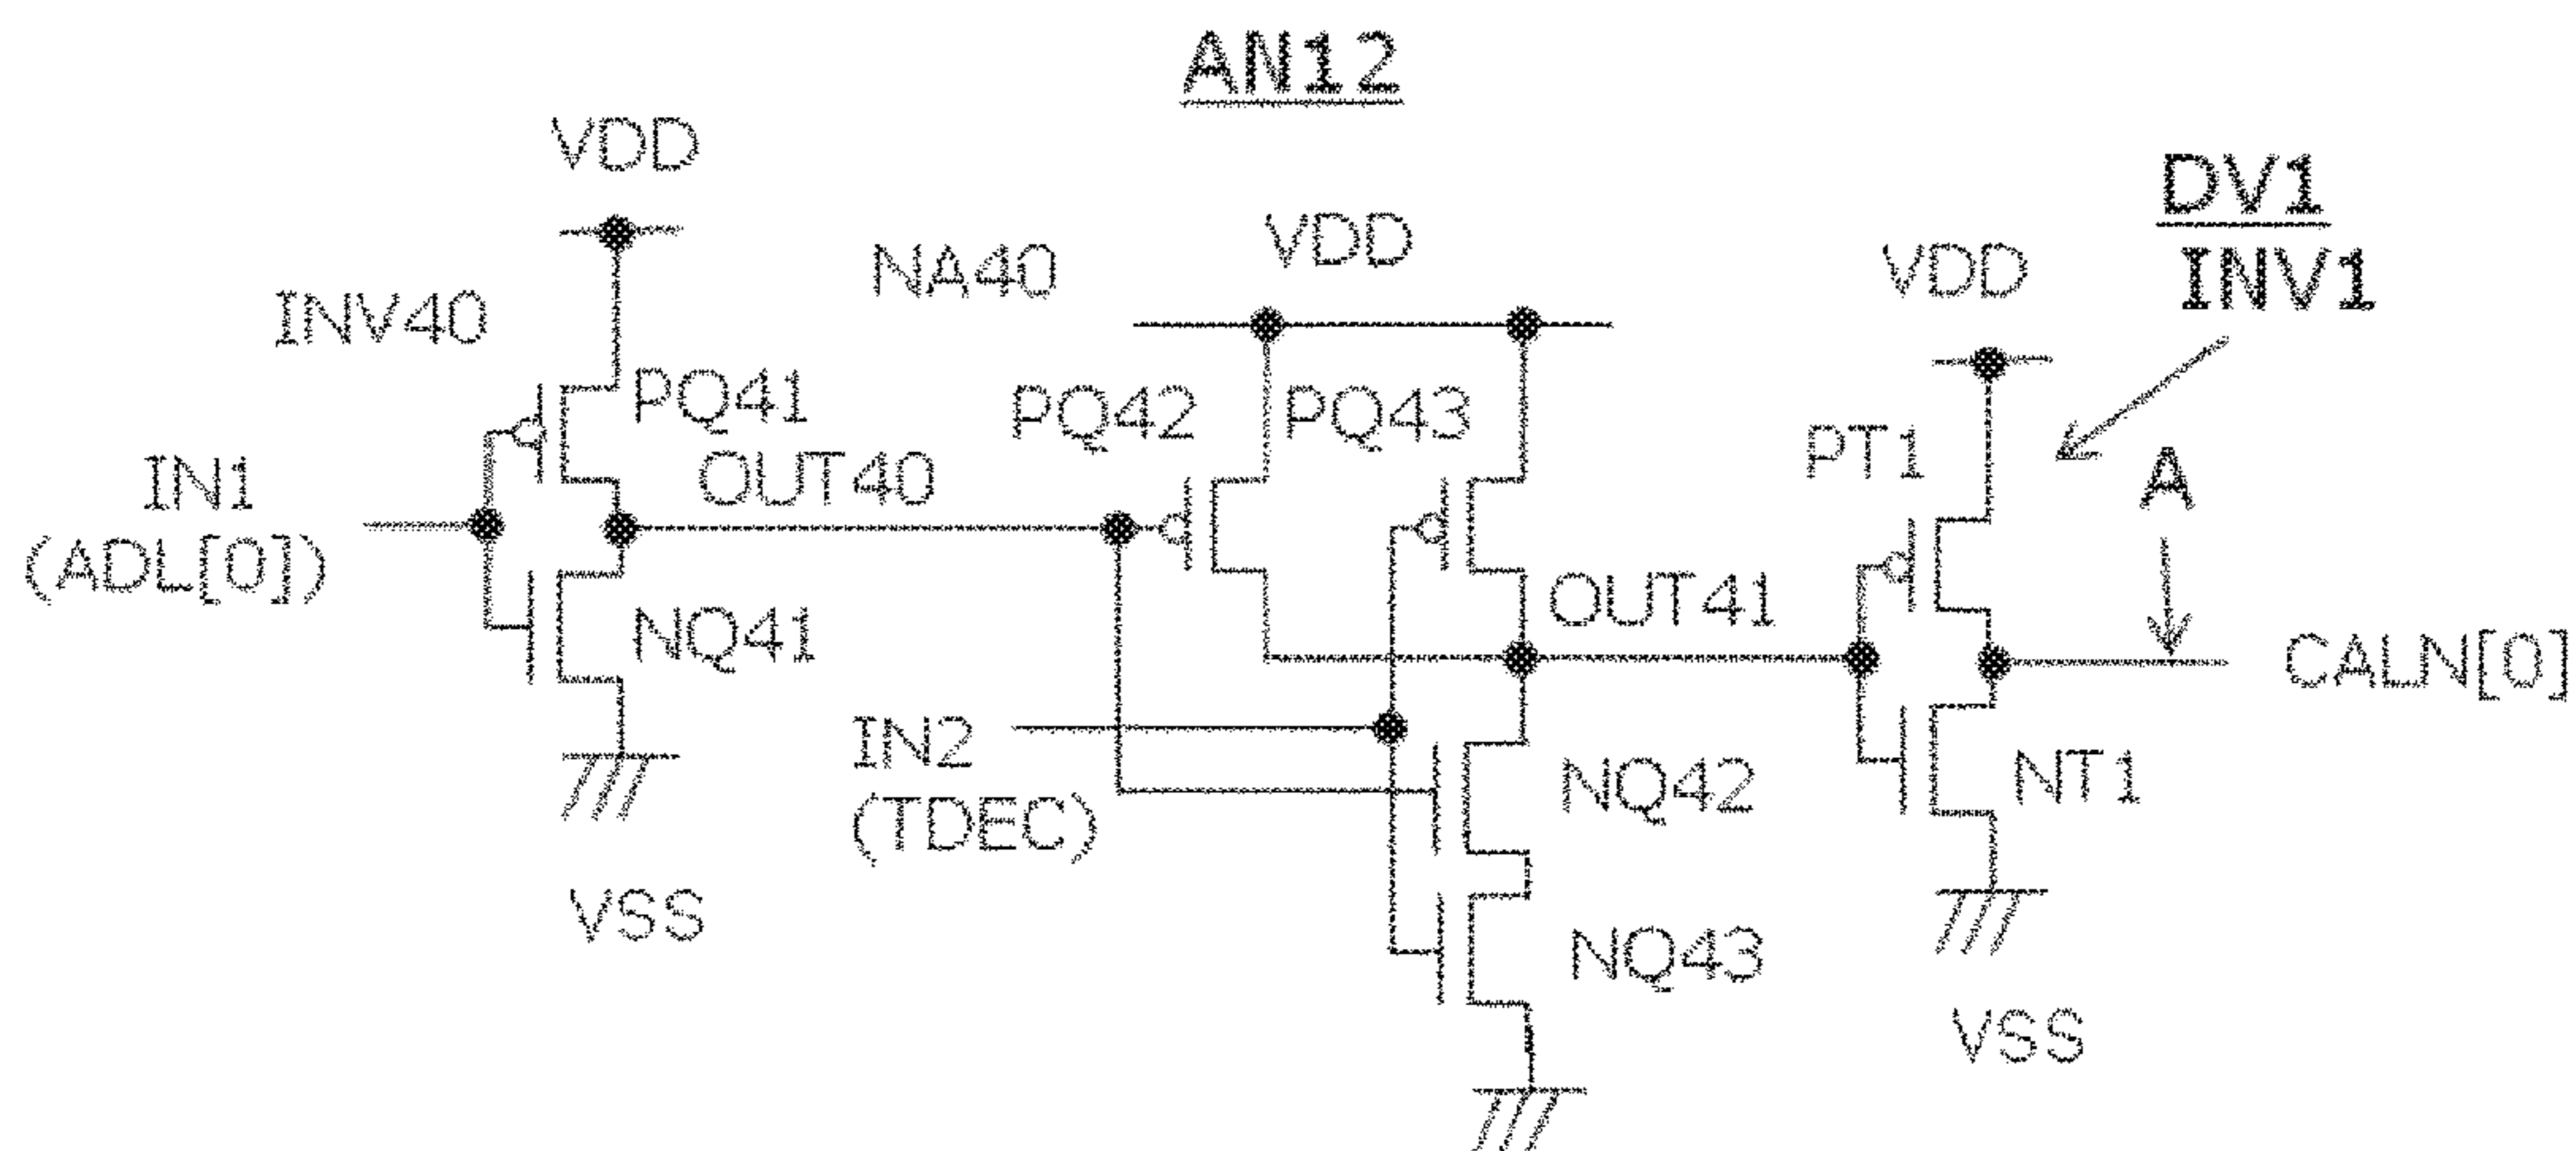 AN12
VDD
DV1
INV1
NA40
VDD
VDD
INV40
PQ41
PQ42
PQ43
PT1
A
IN1
(ADL[0])
OUT40
OUT41
NQ41
CALN[0]
IN2
(TDEC)
NQ42
NT1
VSS
NQ43
VSS